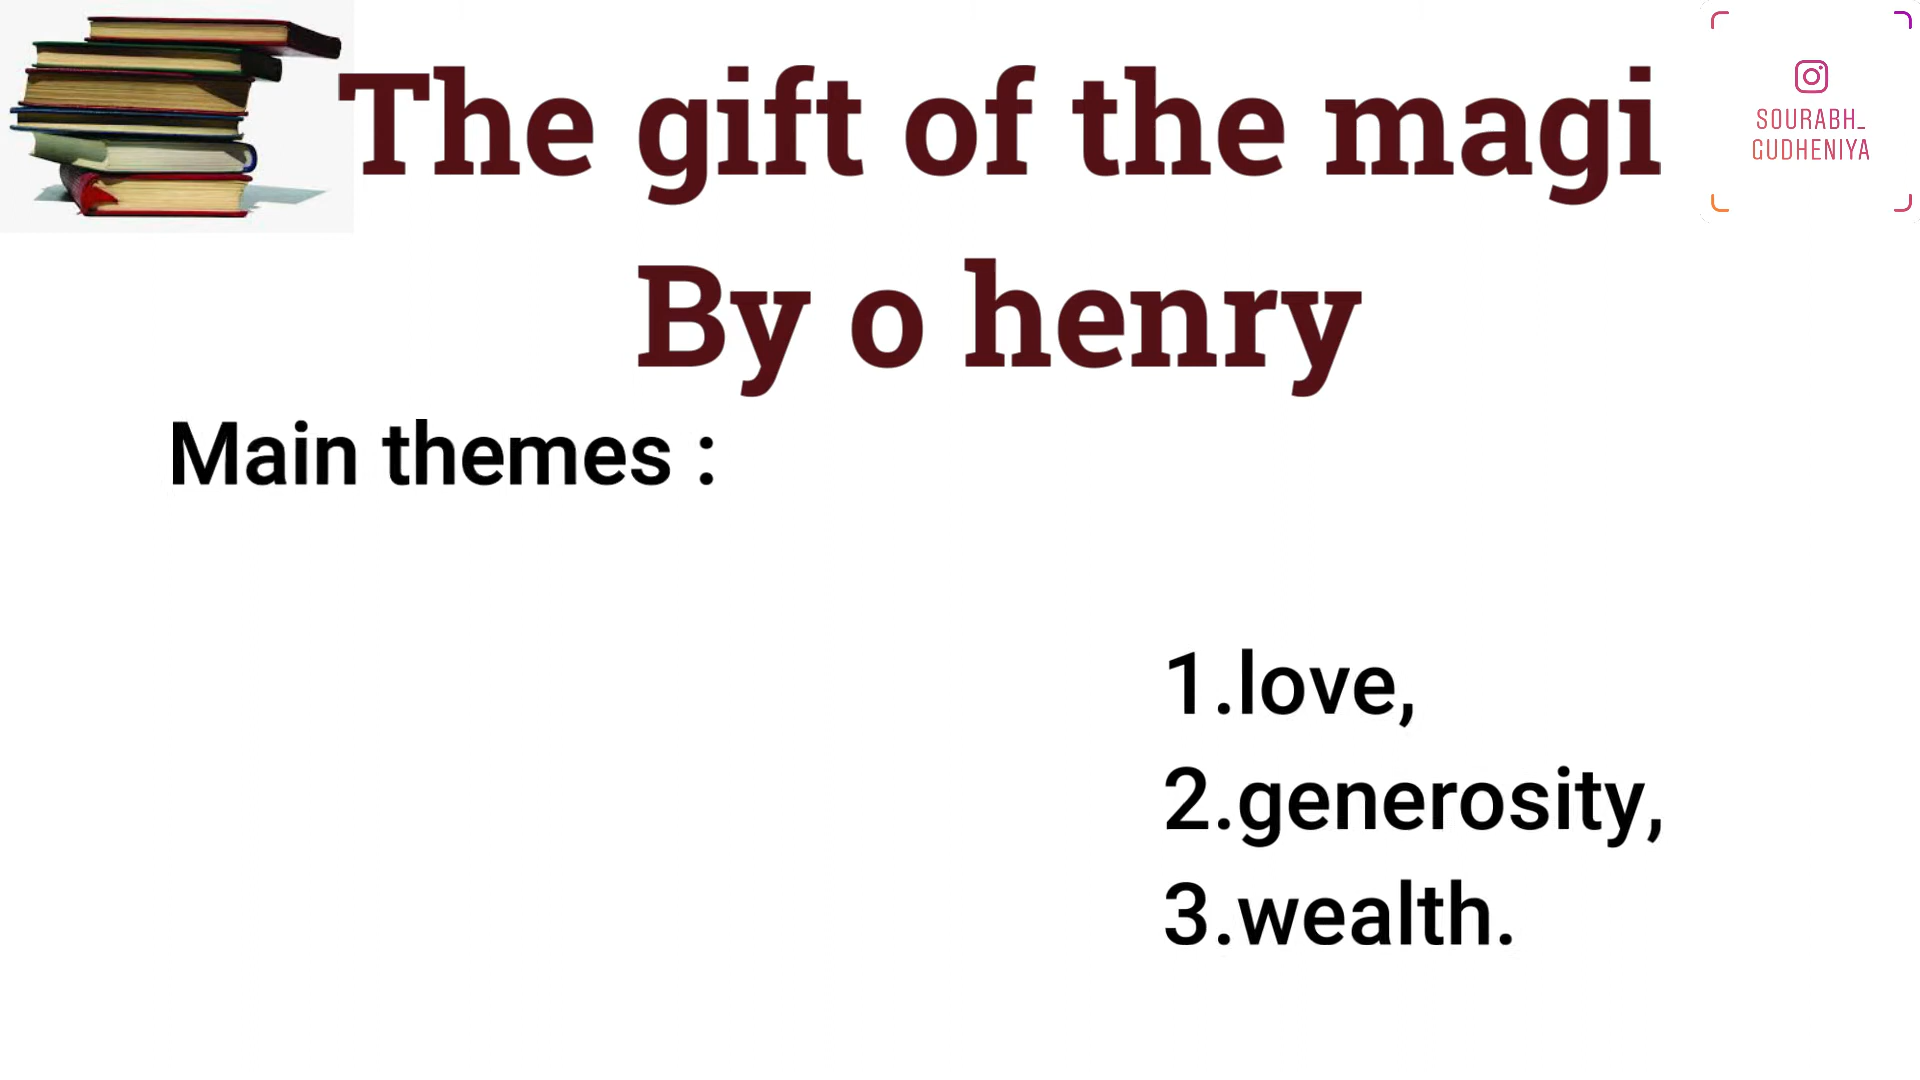 The gift of the magi
By o henry
SOURABH_
GUDHENIYA
Main themes :
1.love,
2.generosity,
3.wealth.